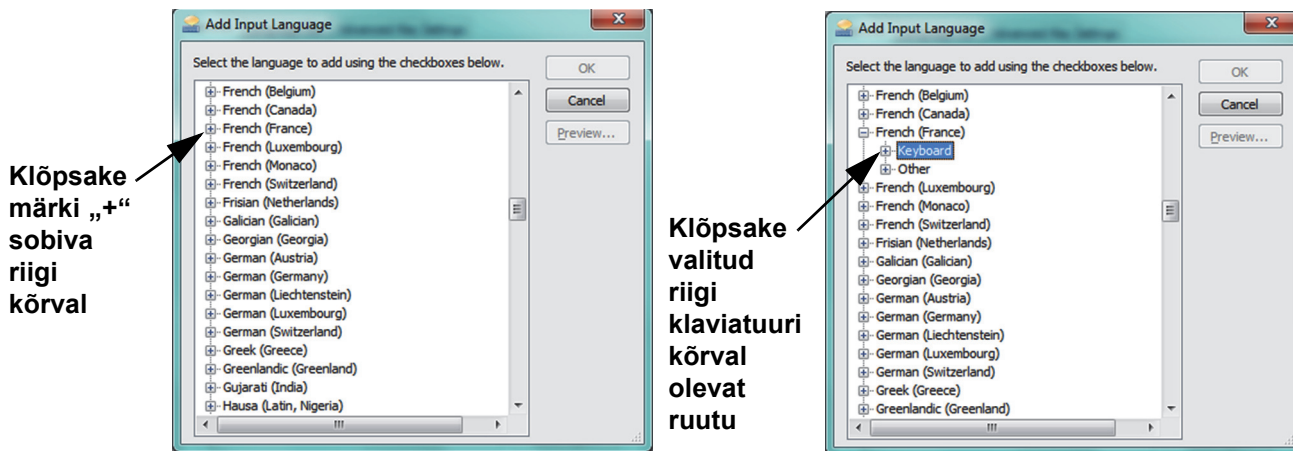 Klõpsake
märki „+“
sobiva
riigi
kõrval
Add Input Language
Select the language to add using the checkboxes below.
French (Belgium)
French (Canada)
French (France)
French (Luxembourg)
French (Monaco)
French (Switzerland)
Frisian (Netherlands)
Galician (Galician)
Georgian (Georgia)
German (Austria)
German (Germany)
German (Liechtenstein)
German (Luxembourg)
German (Switzerland)
Greek (Greece)
Greenlandic (Greenland)
Gujarati (India)
Hausa (Latin, Nigeria)
OK
Cancel
Preview...
Klõpsake
valitud
riigi
klaviatuuri
kõrval
olevat
ruutu
Add Input Language
Select the language to add using the checkboxes below.
French (Belgium)
French (Canada)
French (France)
Keyboard
Other
French (Luxembourg)
French (Monaco)
French (Switzerland)
Frisian (Netherlands)
Galician (Galician)
Georgian (Georgia)
German (Austria)
German (Germany)
German (Liechtenstein)
German (Luxembourg)
German (Switzerland)
Greek (Greece)
Greenlandic (Greenland)
OK
Cancel
Preview...